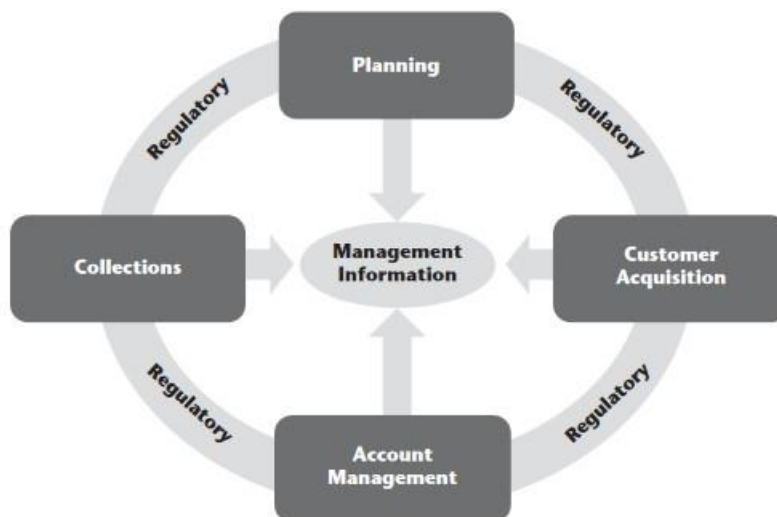 Planning
Regulatory
Regulatory
Collections
Management
Information
Customer
Acquisition
Regulatory
Regulatory
Account
Management